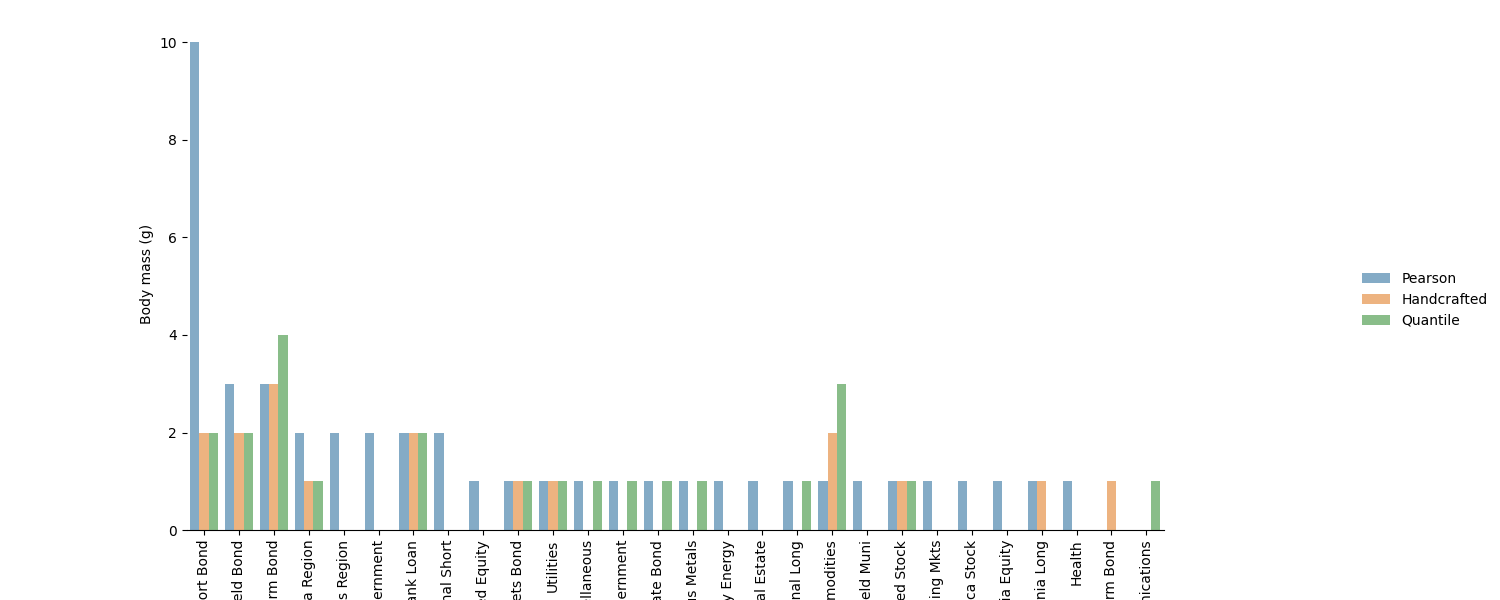 10
8
6
4
2
0
Body mass (g)
Pearson
Handcrafted
Quantile
ort Bond
eld Bond
rm Bond
a Region
s Region
ernment
ank Loan
nal Short
ed Equity
ets Bond
Utilities
llaneous
ernment
ate Bond
us Metals
y Energy
al Estate
nal Long
modities
eld Muni
ed Stock
ing Mkts
ca Stock
ia Equity
nia Long
Health
rm Bond
nications